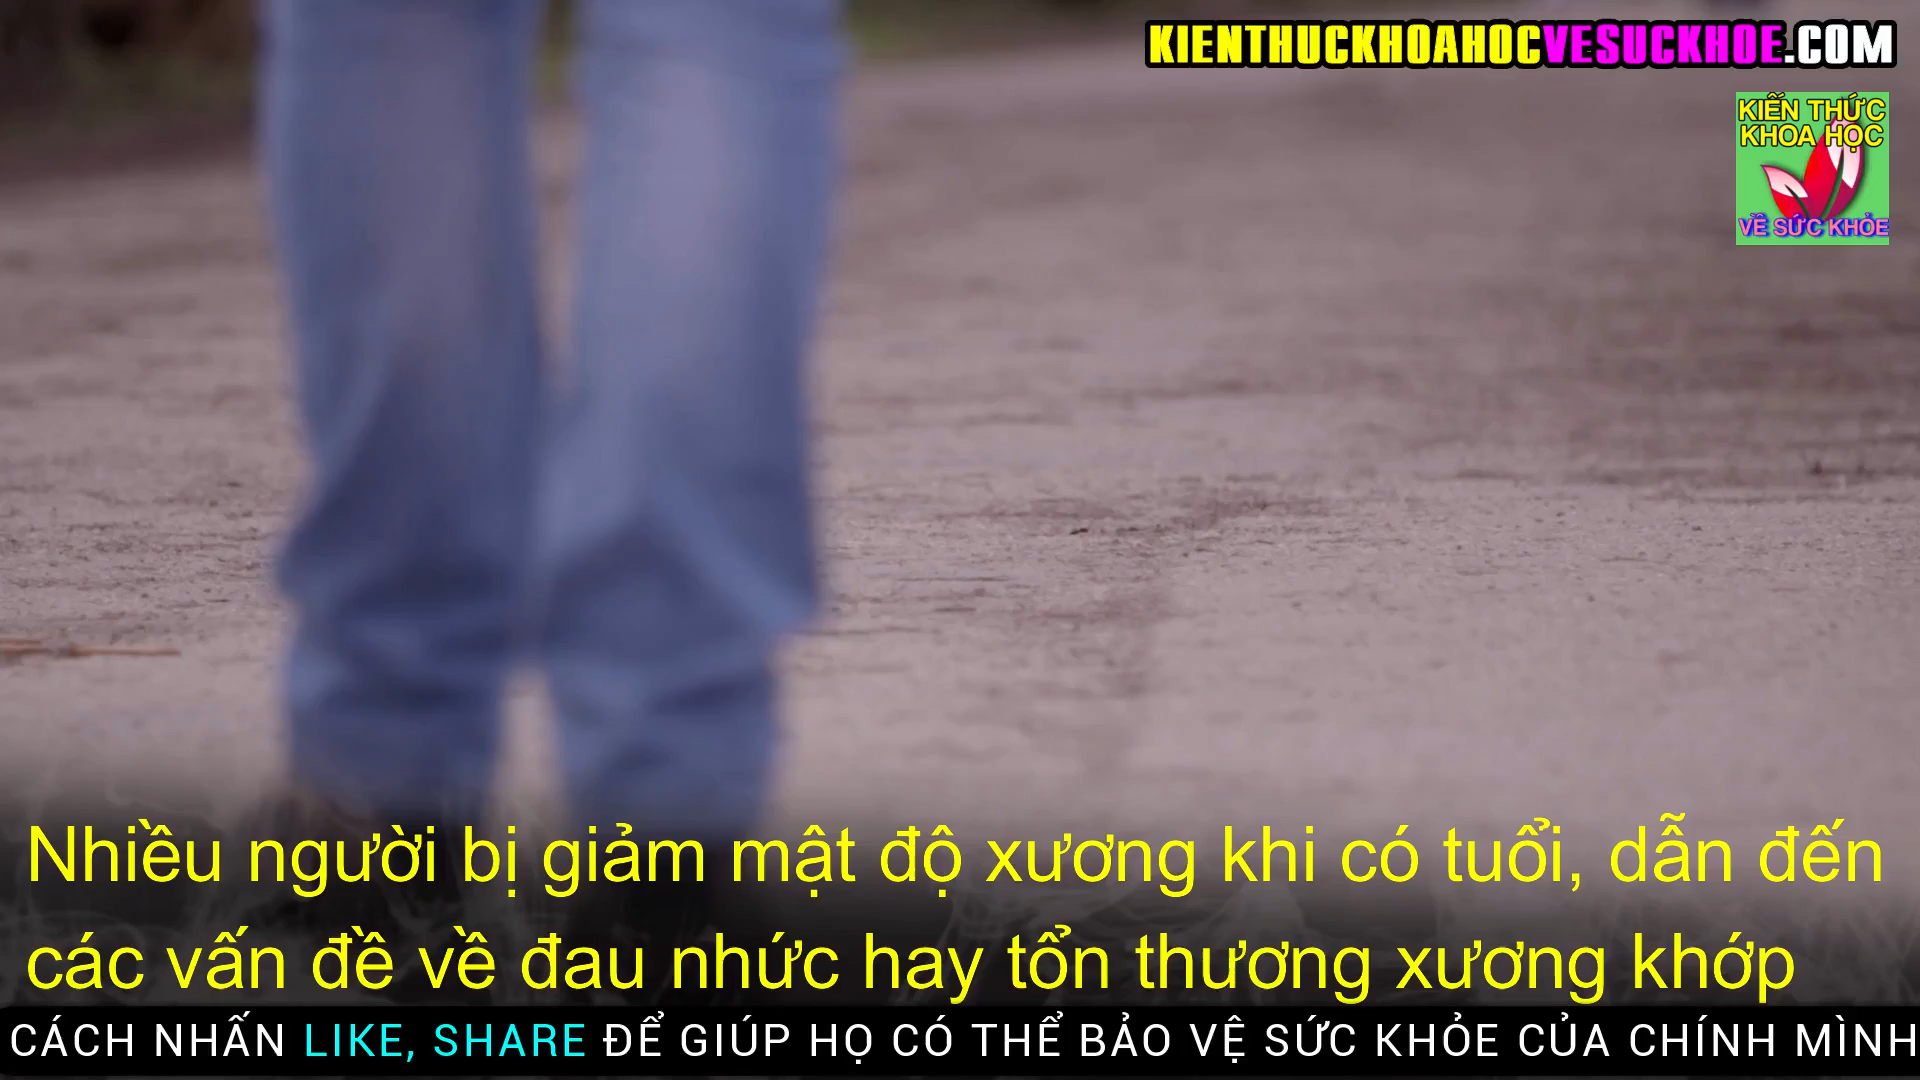 KIENTHUCKHOAHOCVESUCKHOE.COM
KIẾN THỨC
KHOA HỌC
VỀ SỨC KHỎE
Nhiều người bị giảm mật độ xương khi có tuổi, dẫn đến
các vấn đề về đau nhức hay tổn thương xương khớp
CÁCH NHẤN LIKE, SHARE ĐỂ GIÚP HỌ CÓ THỂ BẢO VỆ SỨC KHỎE CỦA CHÍNH MÌNH